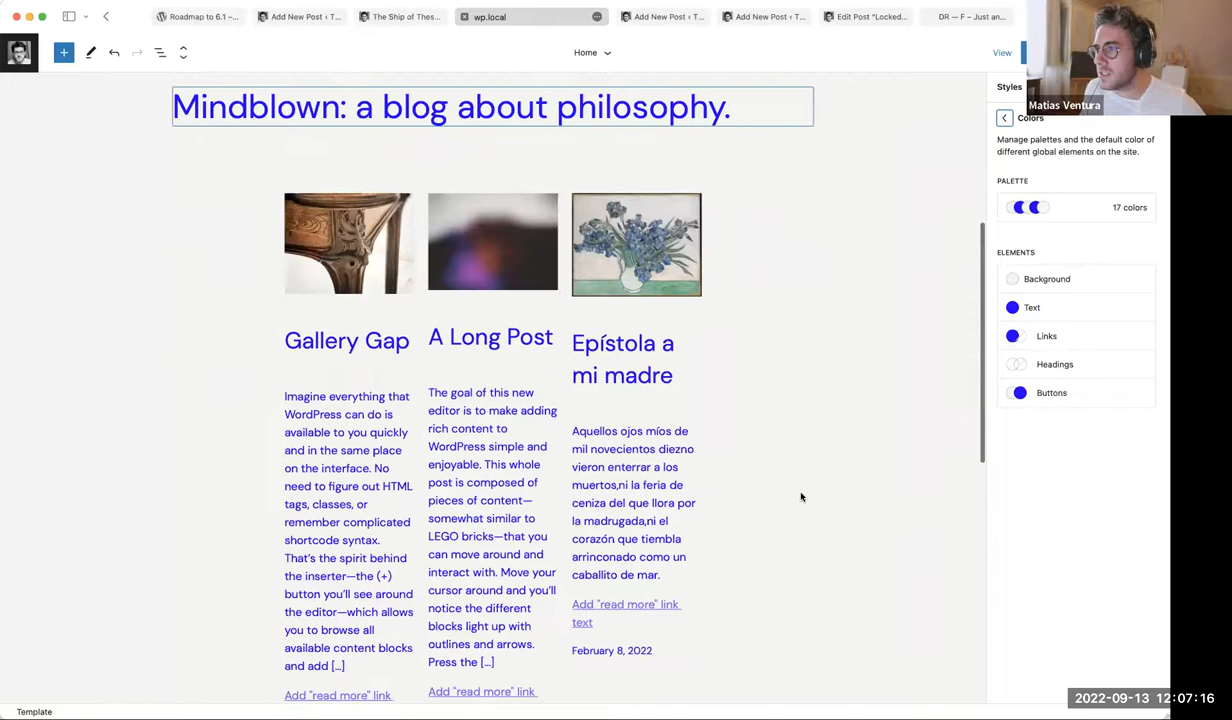 Roadmap to 6.1 –...
Add New Post ‹ T...
The Ship of Thes...
wp.local
Add New Post ‹ T...
Add New Post ‹ T...
Edit Post “Locked...
DR — F – Just an...
Home
View
Matias Ventura
Styles
Colors
Manage palettes and the default color of
different global elements on the site.
PALETTE
17 colors
ELEMENTS
Background
Text
Links
Headings
Buttons
Mindblown: a blog about philosophy.
Gallery Gap
Imagine everything that
WordPress can do is
available to you quickly
and in the same place
on the interface. No
need to figure out HTML
tags, classes, or
remember complicated
shortcode syntax.
That’s the spirit behind
the inserter—the (+)
button you’ll see around
the editor—which allows
you to browse all
available content blocks
and add […]
Add "read more" link
A Long Post
The goal of this new
editor is to make adding
rich content to
WordPress simple and
enjoyable. This whole
post is composed of
pieces of content—
somewhat similar to
LEGO bricks—that you
can move around and
interact with. Move your
cursor around and you’ll
notice the different
blocks light up with
outlines and arrows.
Press the […]
Add "read more" link
Epístola a
mi madre
Aquellos ojos míos de
mil novecientos diezno
vieron enterrar a los
muertos,ni la feria de
ceniza del que llora por
la madrugada,ni el
corazón que tiembla
arrinconado como un
caballito de mar.
Add "read more" link
text
February 8, 2022
2022-09-13 12:07:16
Template